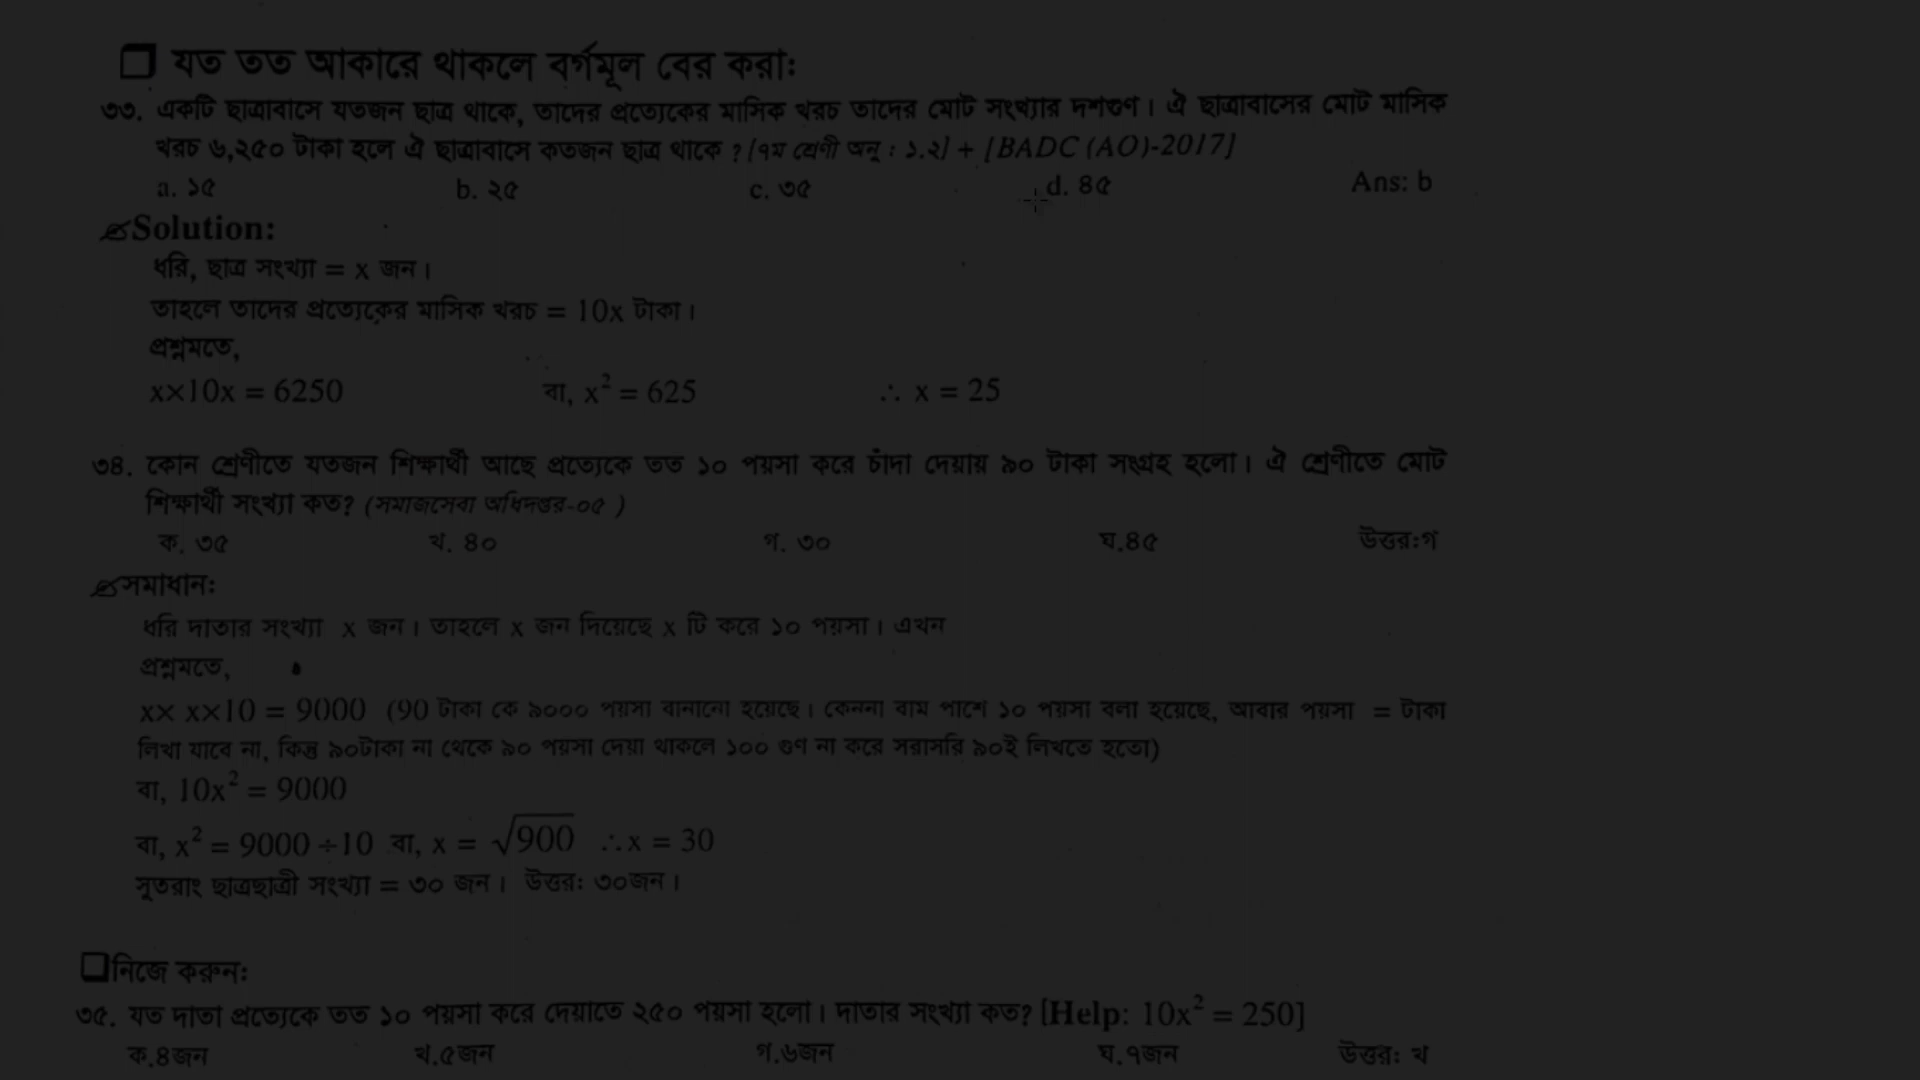 ❒ যত তত আকারে থাকলে বর্গমূল বের করা:
৩৩. একটি ছাত্রাবাসে যতজন ছাত্র থাকে, তাদের প্রত্যেকের মাসিক খরচ তাদের মোট সংখ্যার দশগুণ। ঐ ছাত্রাবাসের মোট মাসিক
খরচ ৬,২৫০ টাকা হলে ঐ ছাত্রাবাসে কতজন ছাত্র থাকে ? [৭ম শ্রেণী অনু : ১.২] + [BADC (AO)-2017]
a. ১৫ b. ২৫ c. ৩৫ d. ৪৫ Ans: b
✍Solution:
ধরি, ছাত্র সংখ্যা = x জন।
তাহলে তাদের প্রত্যেকের মাসিক খরচ = 10x টাকা।
প্রশ্নমতে,
x×10x = 6250 বা, x² = 625 ∴ x = 25
৩৪. কোন শ্রেণীতে যতজন শিক্ষার্থী আছে প্রত্যেকে তত ১০ পয়সা করে চাঁদা দেয়ায় ৯০ টাকা সংগ্রহ হলো। ঐ শ্রেণীতে মোট
শিক্ষার্থী সংখ্যা কত? (সমাজসেবা অধিদপ্তর-০৫ )
ক. ৩৫ খ. ৪০ গ. ৩০ ঘ.৪৫ উত্তর:গ
✍সমাধান:
ধরি দাতার সংখ্যা x জন। তাহলে x জন দিয়েছে x টি করে ১০ পয়সা। এখন
প্রশ্নমতে,
x× x×10 = 9000 (90 টাকা কে ৯০০০ পয়সা বানানো হয়েছে। কেননা বাম পাশে ১০ পয়সা বলা হয়েছে, আবার পয়সা = টাকা
লিখা যাবে না, কিন্তু ৯০টাকা না থেকে ৯০ পয়সা দেয়া থাকলে ১০০ গুণ না করে সরাসরি ৯০ই লিখতে হতো)
বা, 10x² = 9000
বা, x² = 9000 ÷10 বা, x = √900 ∴x = 30
সুতরাং ছাত্রছাত্রী সংখ্যা = ৩০ জন। উত্তর: ৩০জন।
❑নিজে করুন:
৩৫. যত দাতা প্রত্যেকে তত ১০ পয়সা করে দেয়াতে ২৫০ পয়সা হলো। দাতার সংখ্যা কত? [Help: 10x² = 250]
ক.৪জন খ.৫জন গ.৬জন ঘ.৭জন উত্তর: খ